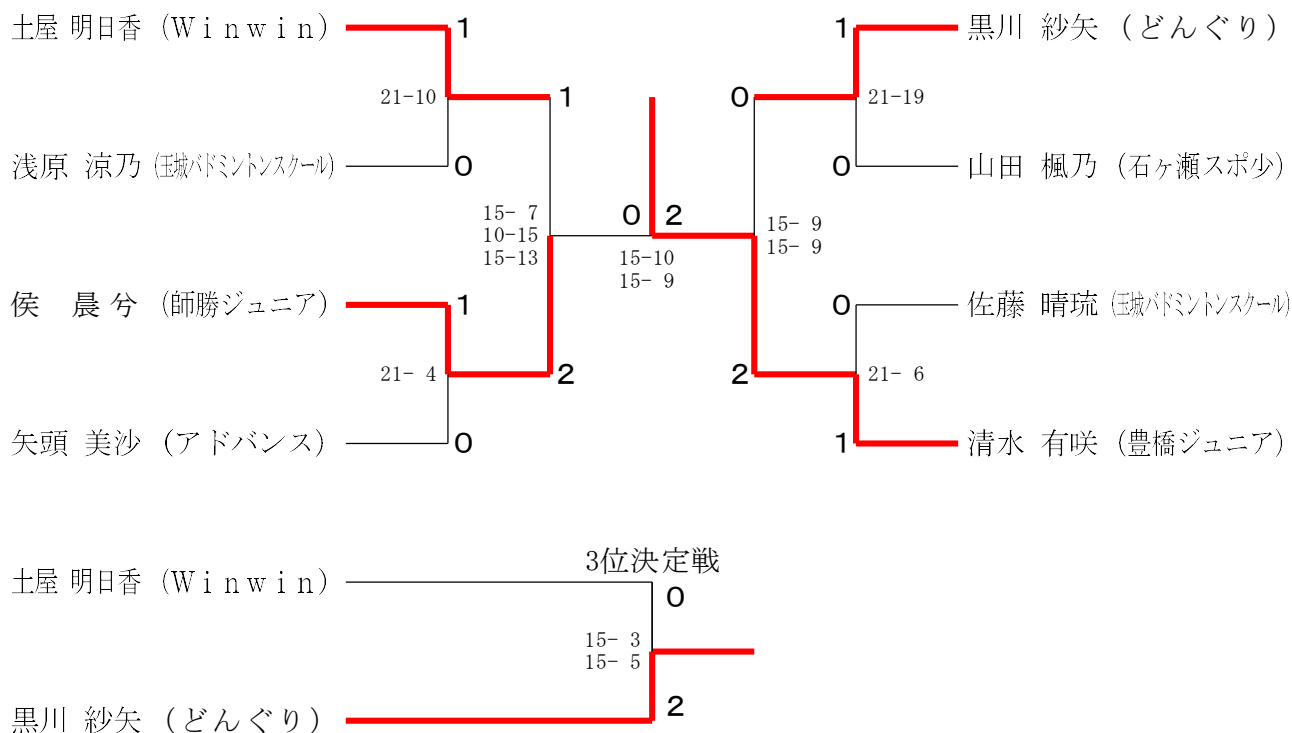 土屋 明日香 (Ｗｉｎｗｉｎ) 1 1 黒川 紗矢 (どんぐり)
21-10 1 0 21-19
浅原 涼乃 (玉城バドミントンスクール) 0 0 山田 楓乃 (石ヶ瀬スポ少)
15- 7 0 2 15- 9
10-15 15- 9
15-13 15-10
15- 9
侯 晨兮 (師勝ジュニア) 1 0 佐藤 晴琉 (玉城バドミントンスクール)
21- 4 2 2 21- 6
矢頭 美沙 (アドバンス) 0 1 清水 有咲 (豊橋ジュニア)
3位決定戦
土屋 明日香 (Ｗｉｎｗｉｎ) 0
15- 3
15- 5
黒川 紗矢 (どんぐり) 2